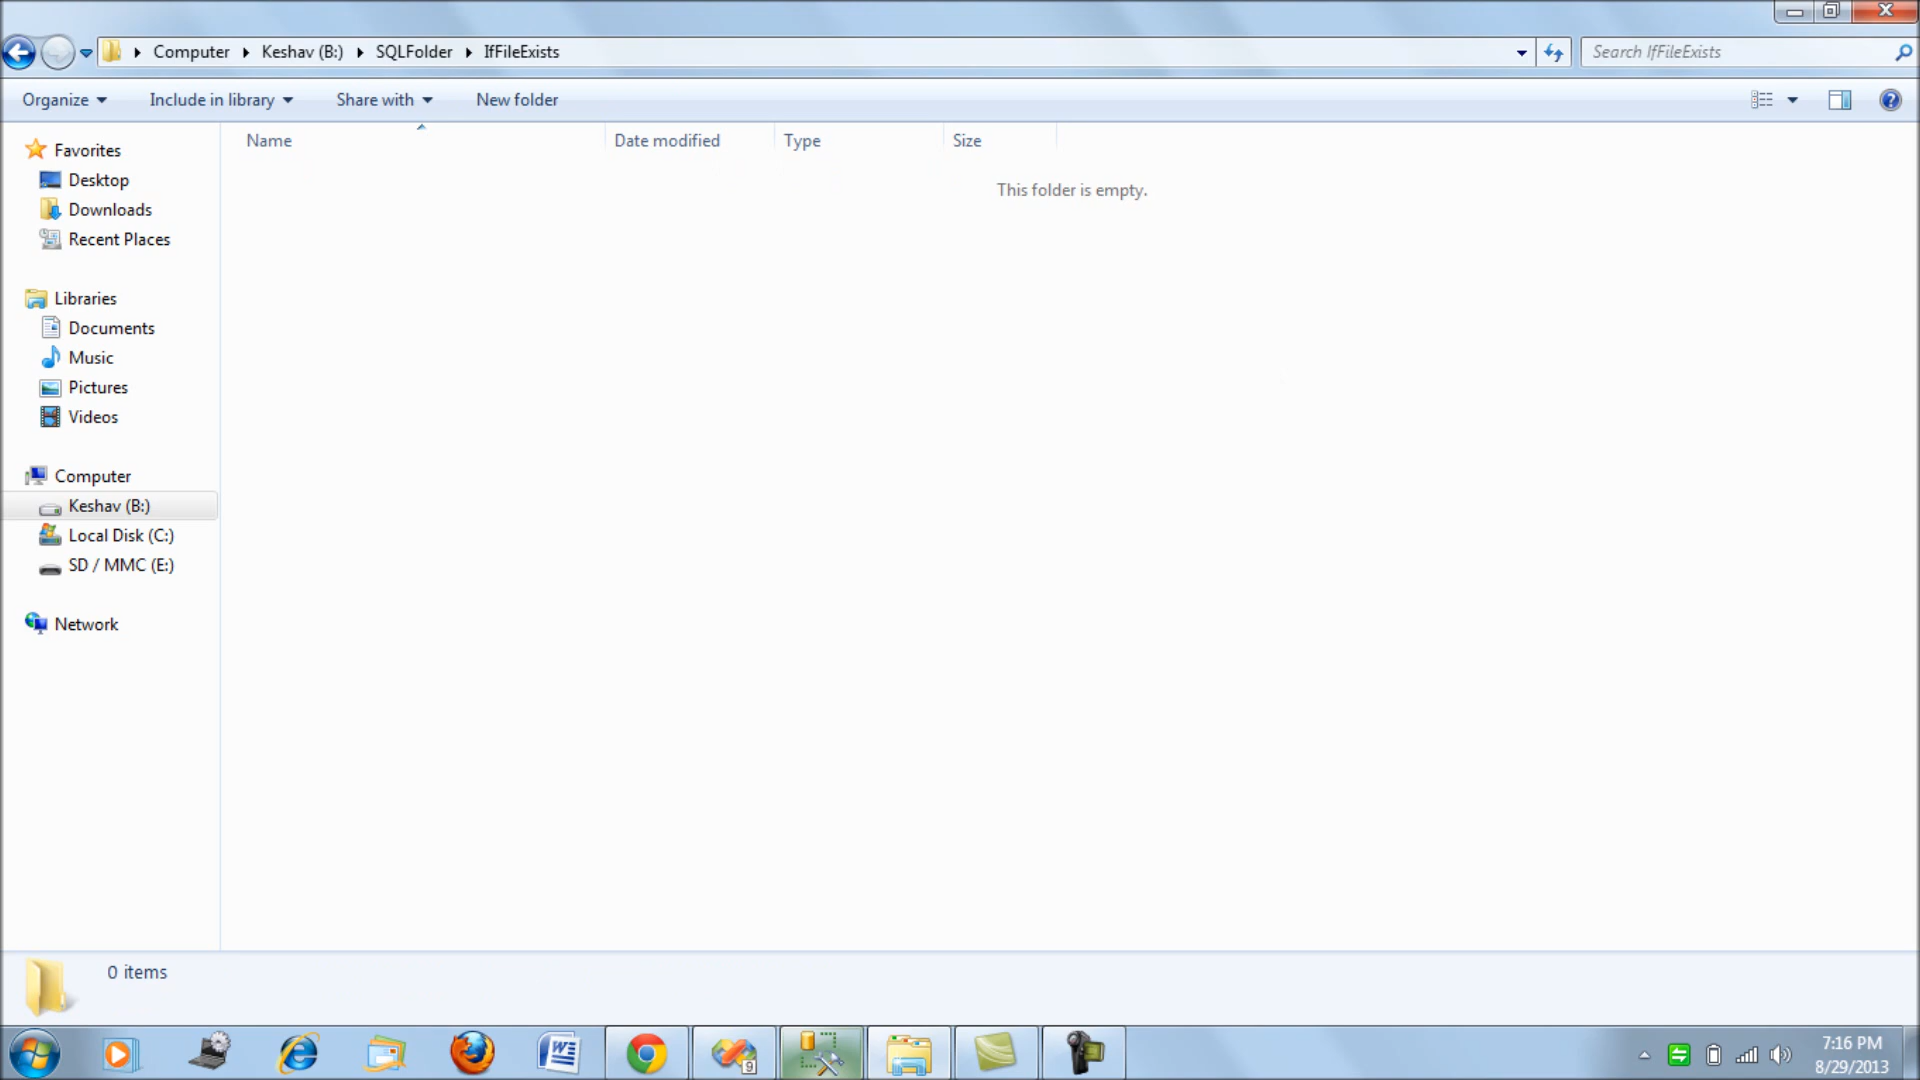 Computer Keshav (B:) SQLFolder IfFileExists Search IfFileExists
Organize Include in library Share with New folder
Name Date modified Type Size
This folder is empty.
Favorites
Desktop
Downloads
Recent Places
Libraries
Documents
Music
Pictures
Videos
Computer
Keshav (B:)
Local Disk (C:)
SD / MMC (E:)
Network
0 items
9
7:16 PM
8/29/2013